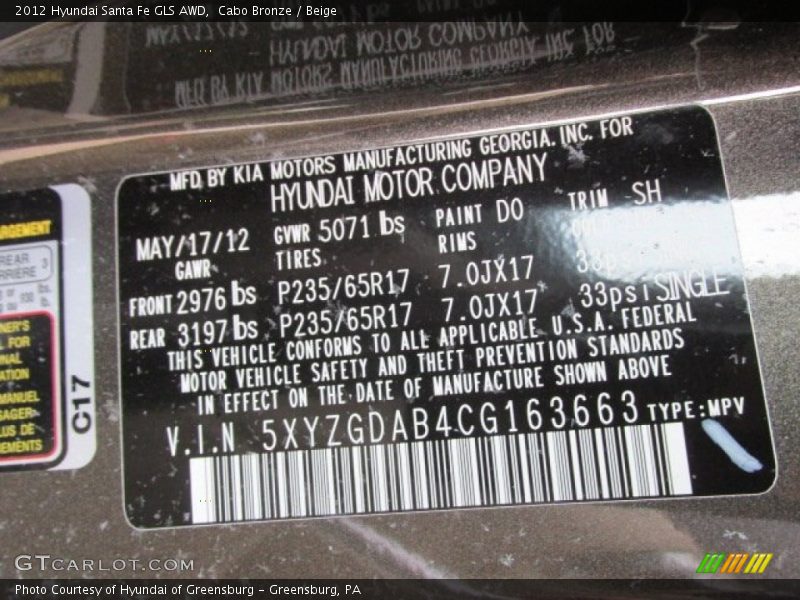 2012 Hyundai Santa Fe GLS AWD, Cabo Bronze / Beige
MFD. BY KIA MOTORS MANUFACTURING GEORGIA. INC. FOR
HYUNDAI MOTOR COMPANY
MAY/17/12 GVWR 5071 lbs PAINT DO TRIM SH
GAWR TIRES RIMS
FRONT 2976 lbs P235/65R17 7.0JX17 33psi
REAR 3197 lbs P235/65R17 7.0JX17 33psi SINGLE
THIS VEHICLE CONFORMS TO ALL APPLICABLE U.S.A. FEDERAL
MOTOR VEHICLE SAFETY AND THEFT PREVENTION STANDARDS
IN EFFECT ON THE DATE OF MANUFACTURE SHOWN ABOVE
V.I.N 5XYZGDAB4CG163663 TYPE:MPV
REAR 3
C17
GTCARLOT.COM
Photo Courtesy of Hyundai of Greensburg - Greensburg, PA